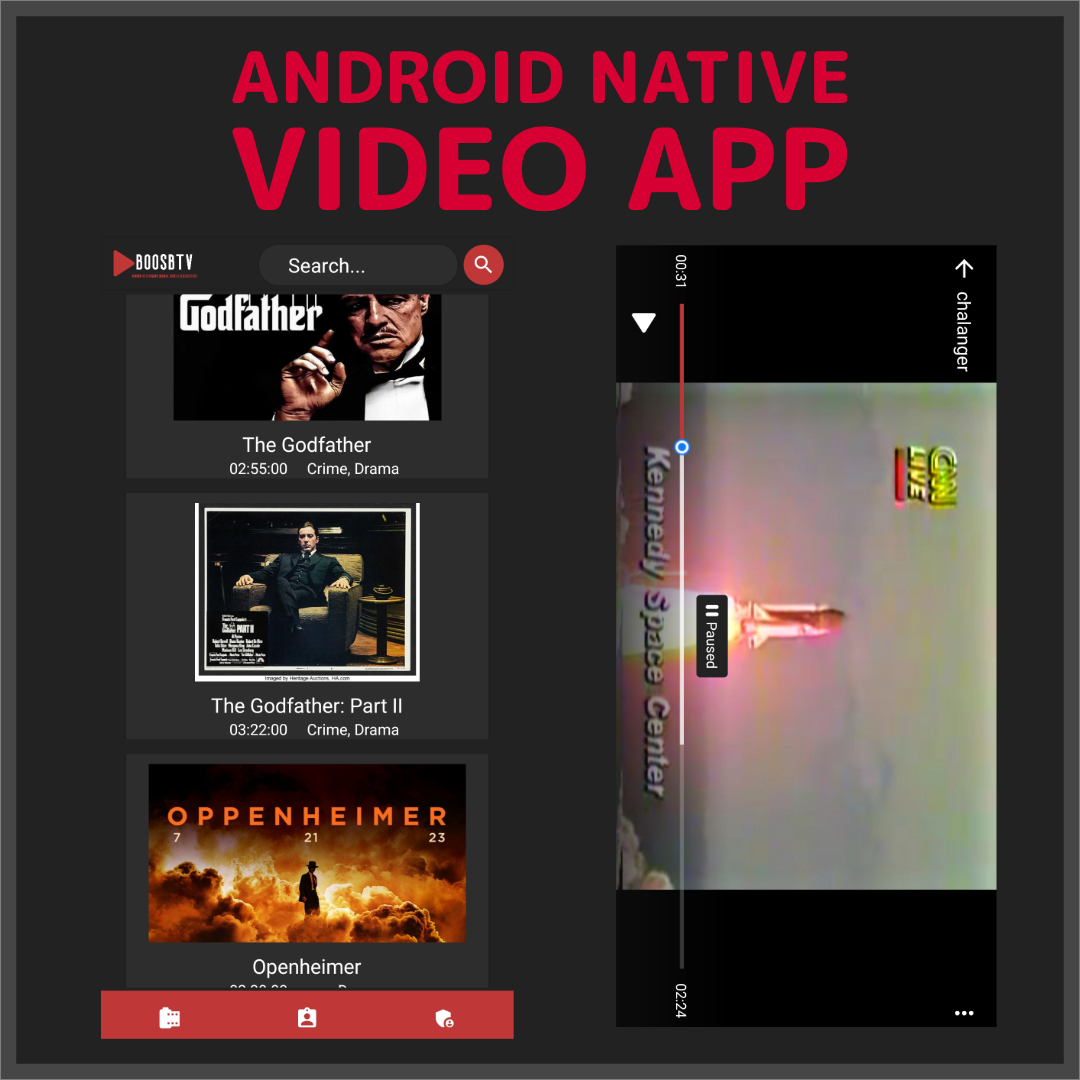 ANDROID NATIVE
VIDEO APP
BOOSBTV
Search...
Godfather
The Godfather
02:55:00 Crime, Drama
PART II
Imaged by Heritage Auctions, HA.com
The Godfather: Part II
03:22:00 Crime, Drama
OPPENHEIMER
7 21 23
Openheimer
chalanger
CNN
LIVE
Paused
Kennedy Space Center
00:31
02:24